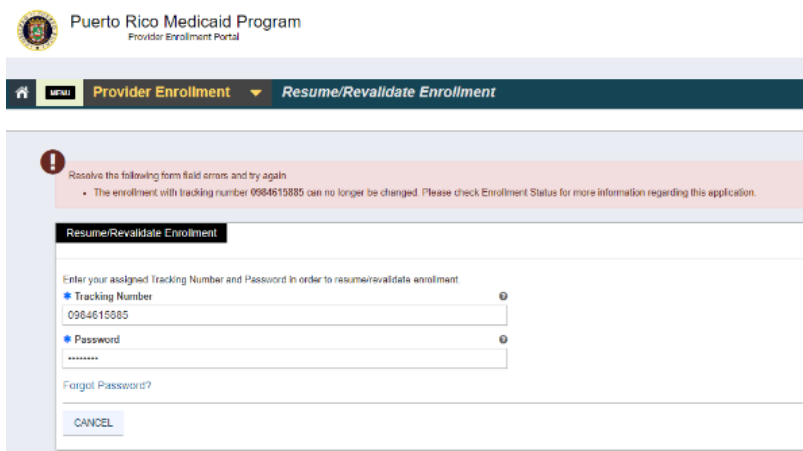 Puerto Rico Medicaid Program
Provider Enrollment Portal
MENU Provider Enrollment Resume/Revalidate Enrollment
Resolve the following form field errors and try again
• The enrollment with tracking number 0984615885 can no longer be changed. Please check Enrollment Status for more information regarding this application.
Resume/Revalidate Enrollment
Enter your assigned Tracking Number and Password in order to resume/revalidate enrollment.
* Tracking Number
0984615885
* Password
········
Forgot Password?
CANCEL